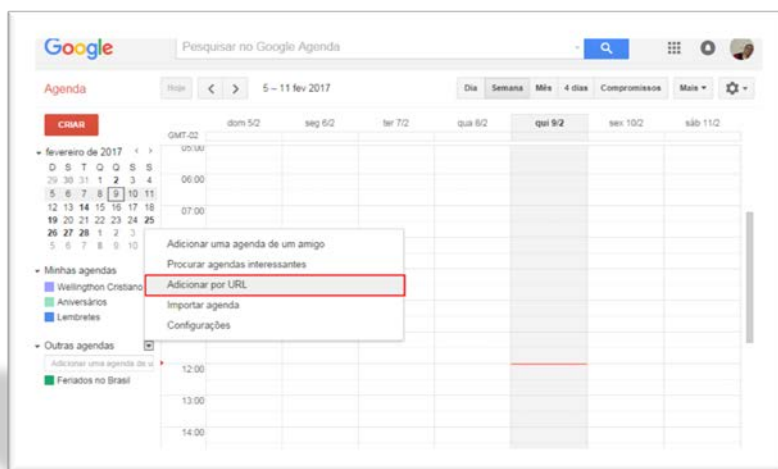 Google
Pesquisar no Google Agenda
Agenda
Hoje
5 – 11 fev 2017
Dia Semana Mês 4 dias Compromissos Mais
CRIAR
dom 5/2 seg 6/2 ter 7/2 qua 8/2 qui 9/2 sex 10/2 sáb 11/2
GMT-02
fevereiro de 2017
D S T Q Q S S
29 30 31 1 2 3 4
5 6 7 8 9 10 11
12 13 14 15 16 17 18
19 20 21 22 23 24 25
26 27 28 1 2 3
5 6 7 8 9 10
05:00
06:00
07:00
Adicionar uma agenda de um amigo
Procurar agendas interessantes
Adicionar por URL
Importar agenda
Configurações
Minhas agendas
Wellingthon Cristiano
Aniversários
Lembretes
Outras agendas
Adicionar uma agenda de u
Feriados no Brasil
12:00
13:00
14:00